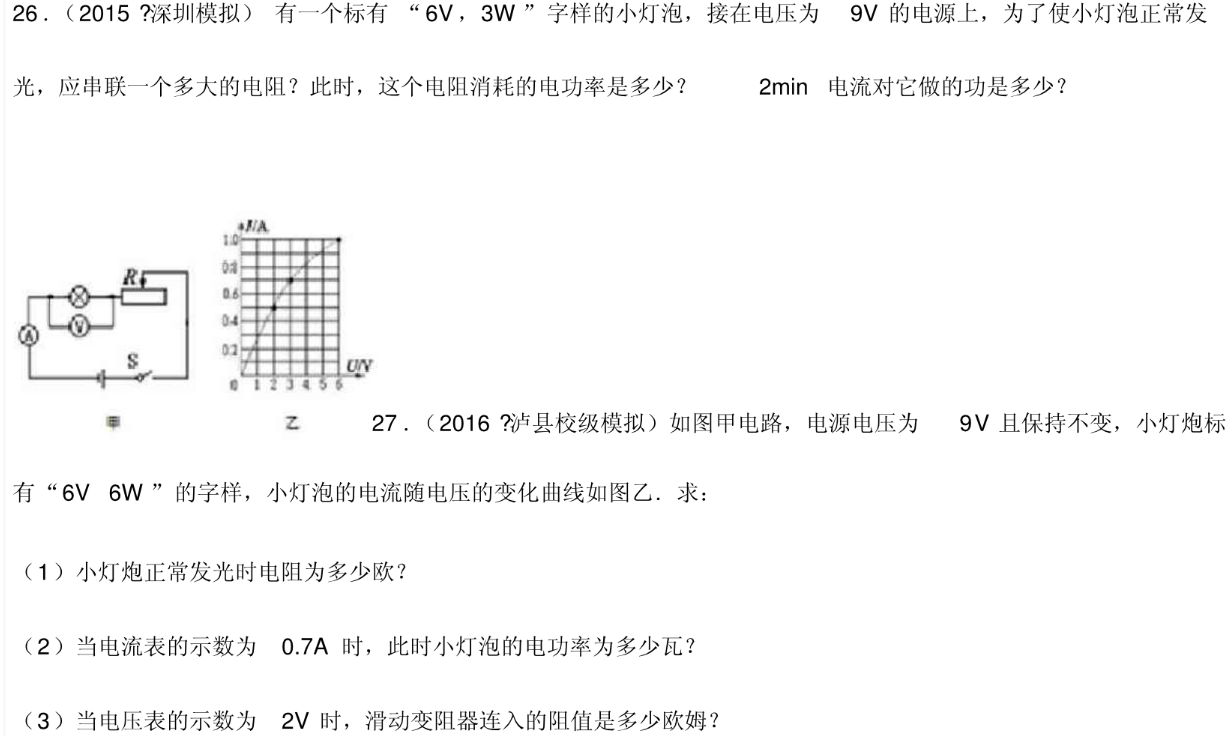 26．（2015 ?深圳模拟） 有一个标有 “ 6V，3W ” 字样的小灯泡，接在电压为 9V 的电源上，为了使小灯泡正常发
光，应串联一个多大的电阻？此时，这个电阻消耗的电功率是多少？ 2min 电流对它做的功是多少？
I/A
1.0
0.8
0.6
0.4
0.2
0 1 2 3 4 5 6
U/V
R
V
A
S
甲 乙 27．（2016 ?泸县校级模拟）如图甲电路，电源电压为 9V 且保持不变，小灯炮标
有“ 6V 6W ” 的字样，小灯泡的电流随电压的变化曲线如图乙．求：
（1）小灯炮正常发光时电阻为多少欧？
（2）当电流表的示数为 0.7A 时，此时小灯泡的电功率为多少瓦？
（3）当电压表的示数为 2V 时，滑动变阻器连入的阻值是多少欧姆？